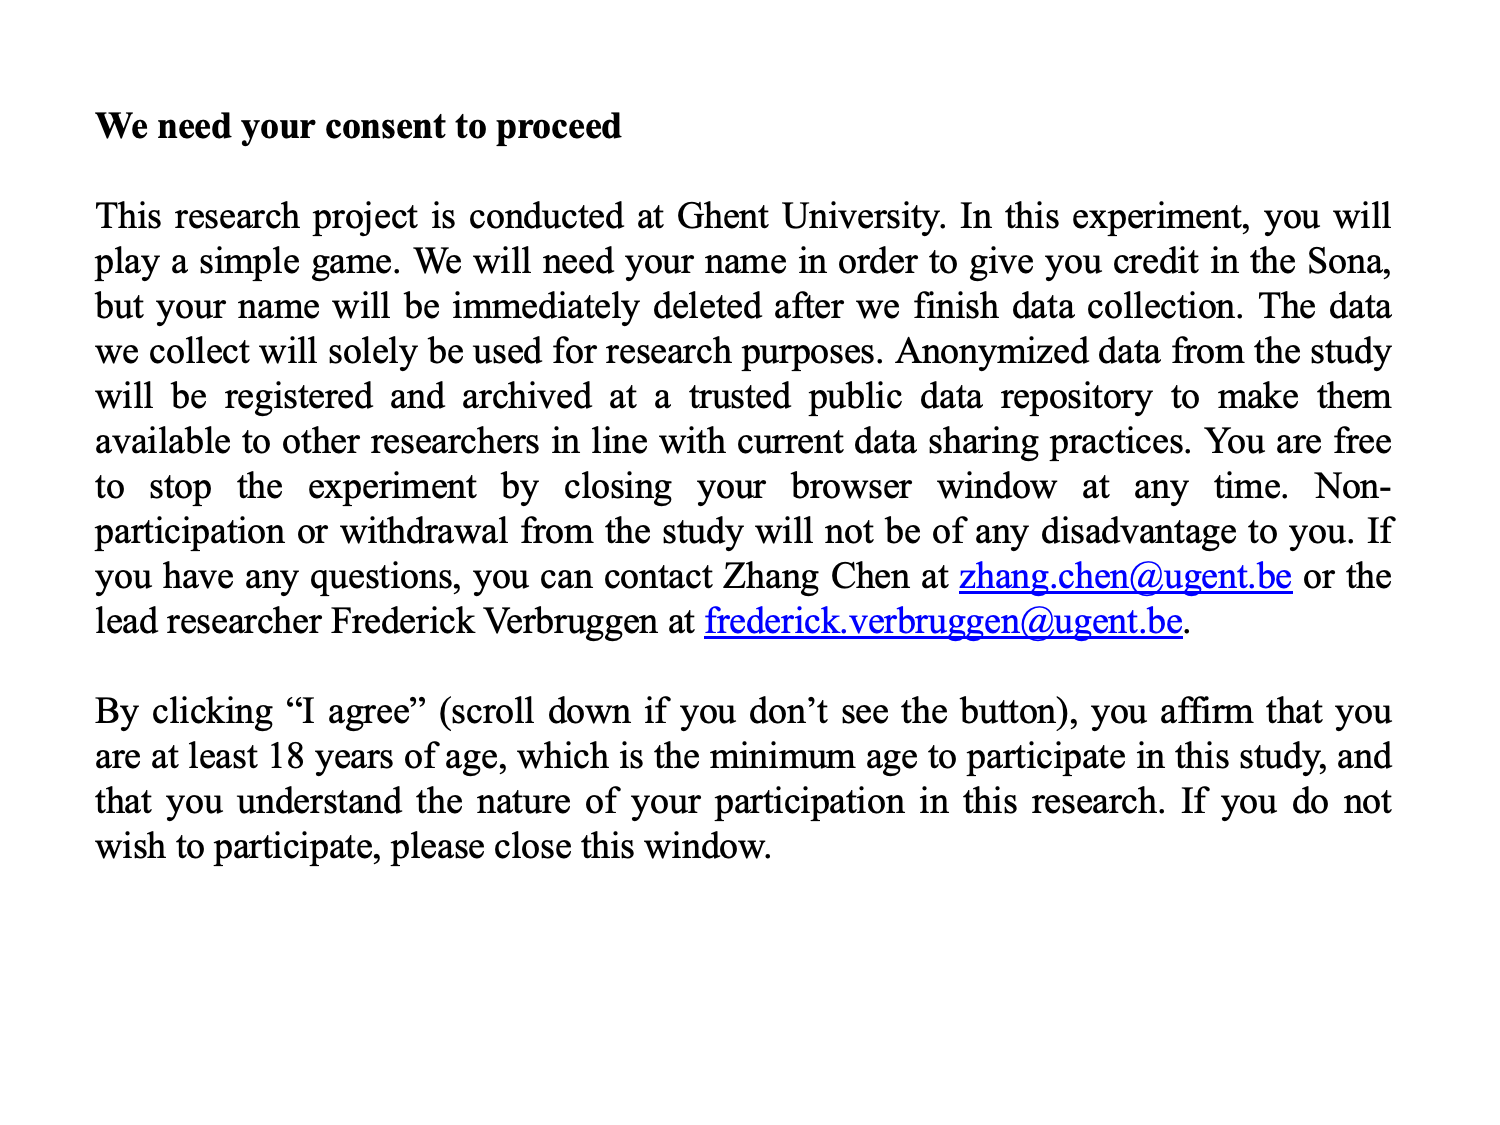 We need your consent to proceed
This research project is conducted at Ghent University. In this experiment, you will
play a simple game. We will need your name in order to give you credit in the Sona,
but your name will be immediately deleted after we finish data collection. The data
we collect will solely be used for research purposes. Anonymized data from the study
will be registered and archived at a trusted public data repository to make them
available to other researchers in line with current data sharing practices. You are free
to stop the experiment by closing your browser window at any time. Non-
participation or withdrawal from the study will not be of any disadvantage to you. If
you have any questions, you can contact Zhang Chen at zhang.chen@ugent.be or the
lead researcher Frederick Verbruggen at frederick.verbruggen@ugent.be.
By clicking “I agree” (scroll down if you don’t see the button), you affirm that you
are at least 18 years of age, which is the minimum age to participate in this study, and
that you understand the nature of your participation in this research. If you do not
wish to participate, please close this window.